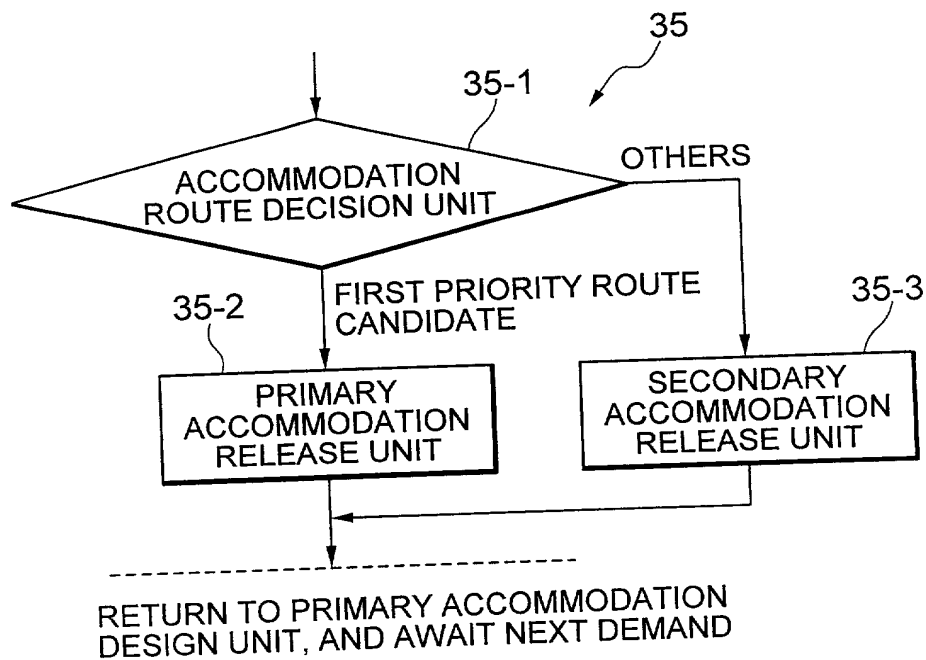 35
35-1
ACCOMMODATION
ROUTE DECISION UNIT
OTHERS
FIRST PRIORITY ROUTE
CANDIDATE
35-2
35-3
PRIMARY
ACCOMMODATION
RELEASE UNIT
SECONDARY
ACCOMMODATION
RELEASE UNIT
RETURN TO PRIMARY ACCOMMODATION
DESIGN UNIT, AND AWAIT NEXT DEMAND